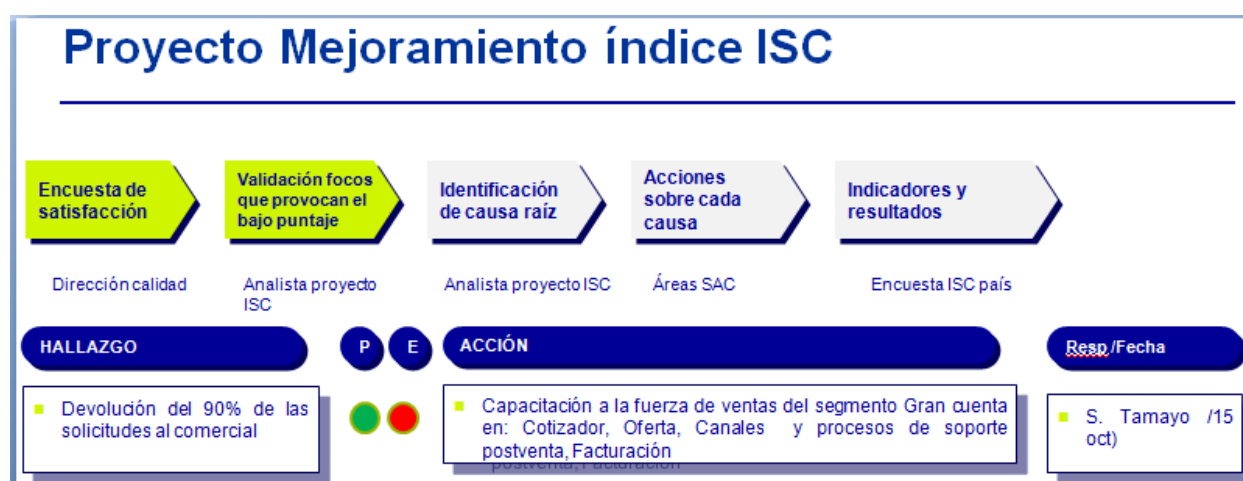 Proyecto Mejoramiento índice ISC
Encuesta de
satisfacción
Validación focos
que provocan el
bajo puntaje
Identificación
de causa raíz
Acciones
sobre cada
causa
Indicadores y
resultados
Dirección calidad
Analista proyecto
ISC
Analista proyecto ISC
Áreas SAC
Encuesta ISC país
HALLAZGO
P
E
ACCIÓN
Resp./Fecha
Devolución del 90% de las
solicitudes al comercial
Capacitación a la fuerza de ventas del segmento Gran cuenta
en: Cotizador, Oferta, Canales y procesos de soporte
postventa, Facturación
S. Tamayo /15
oct)